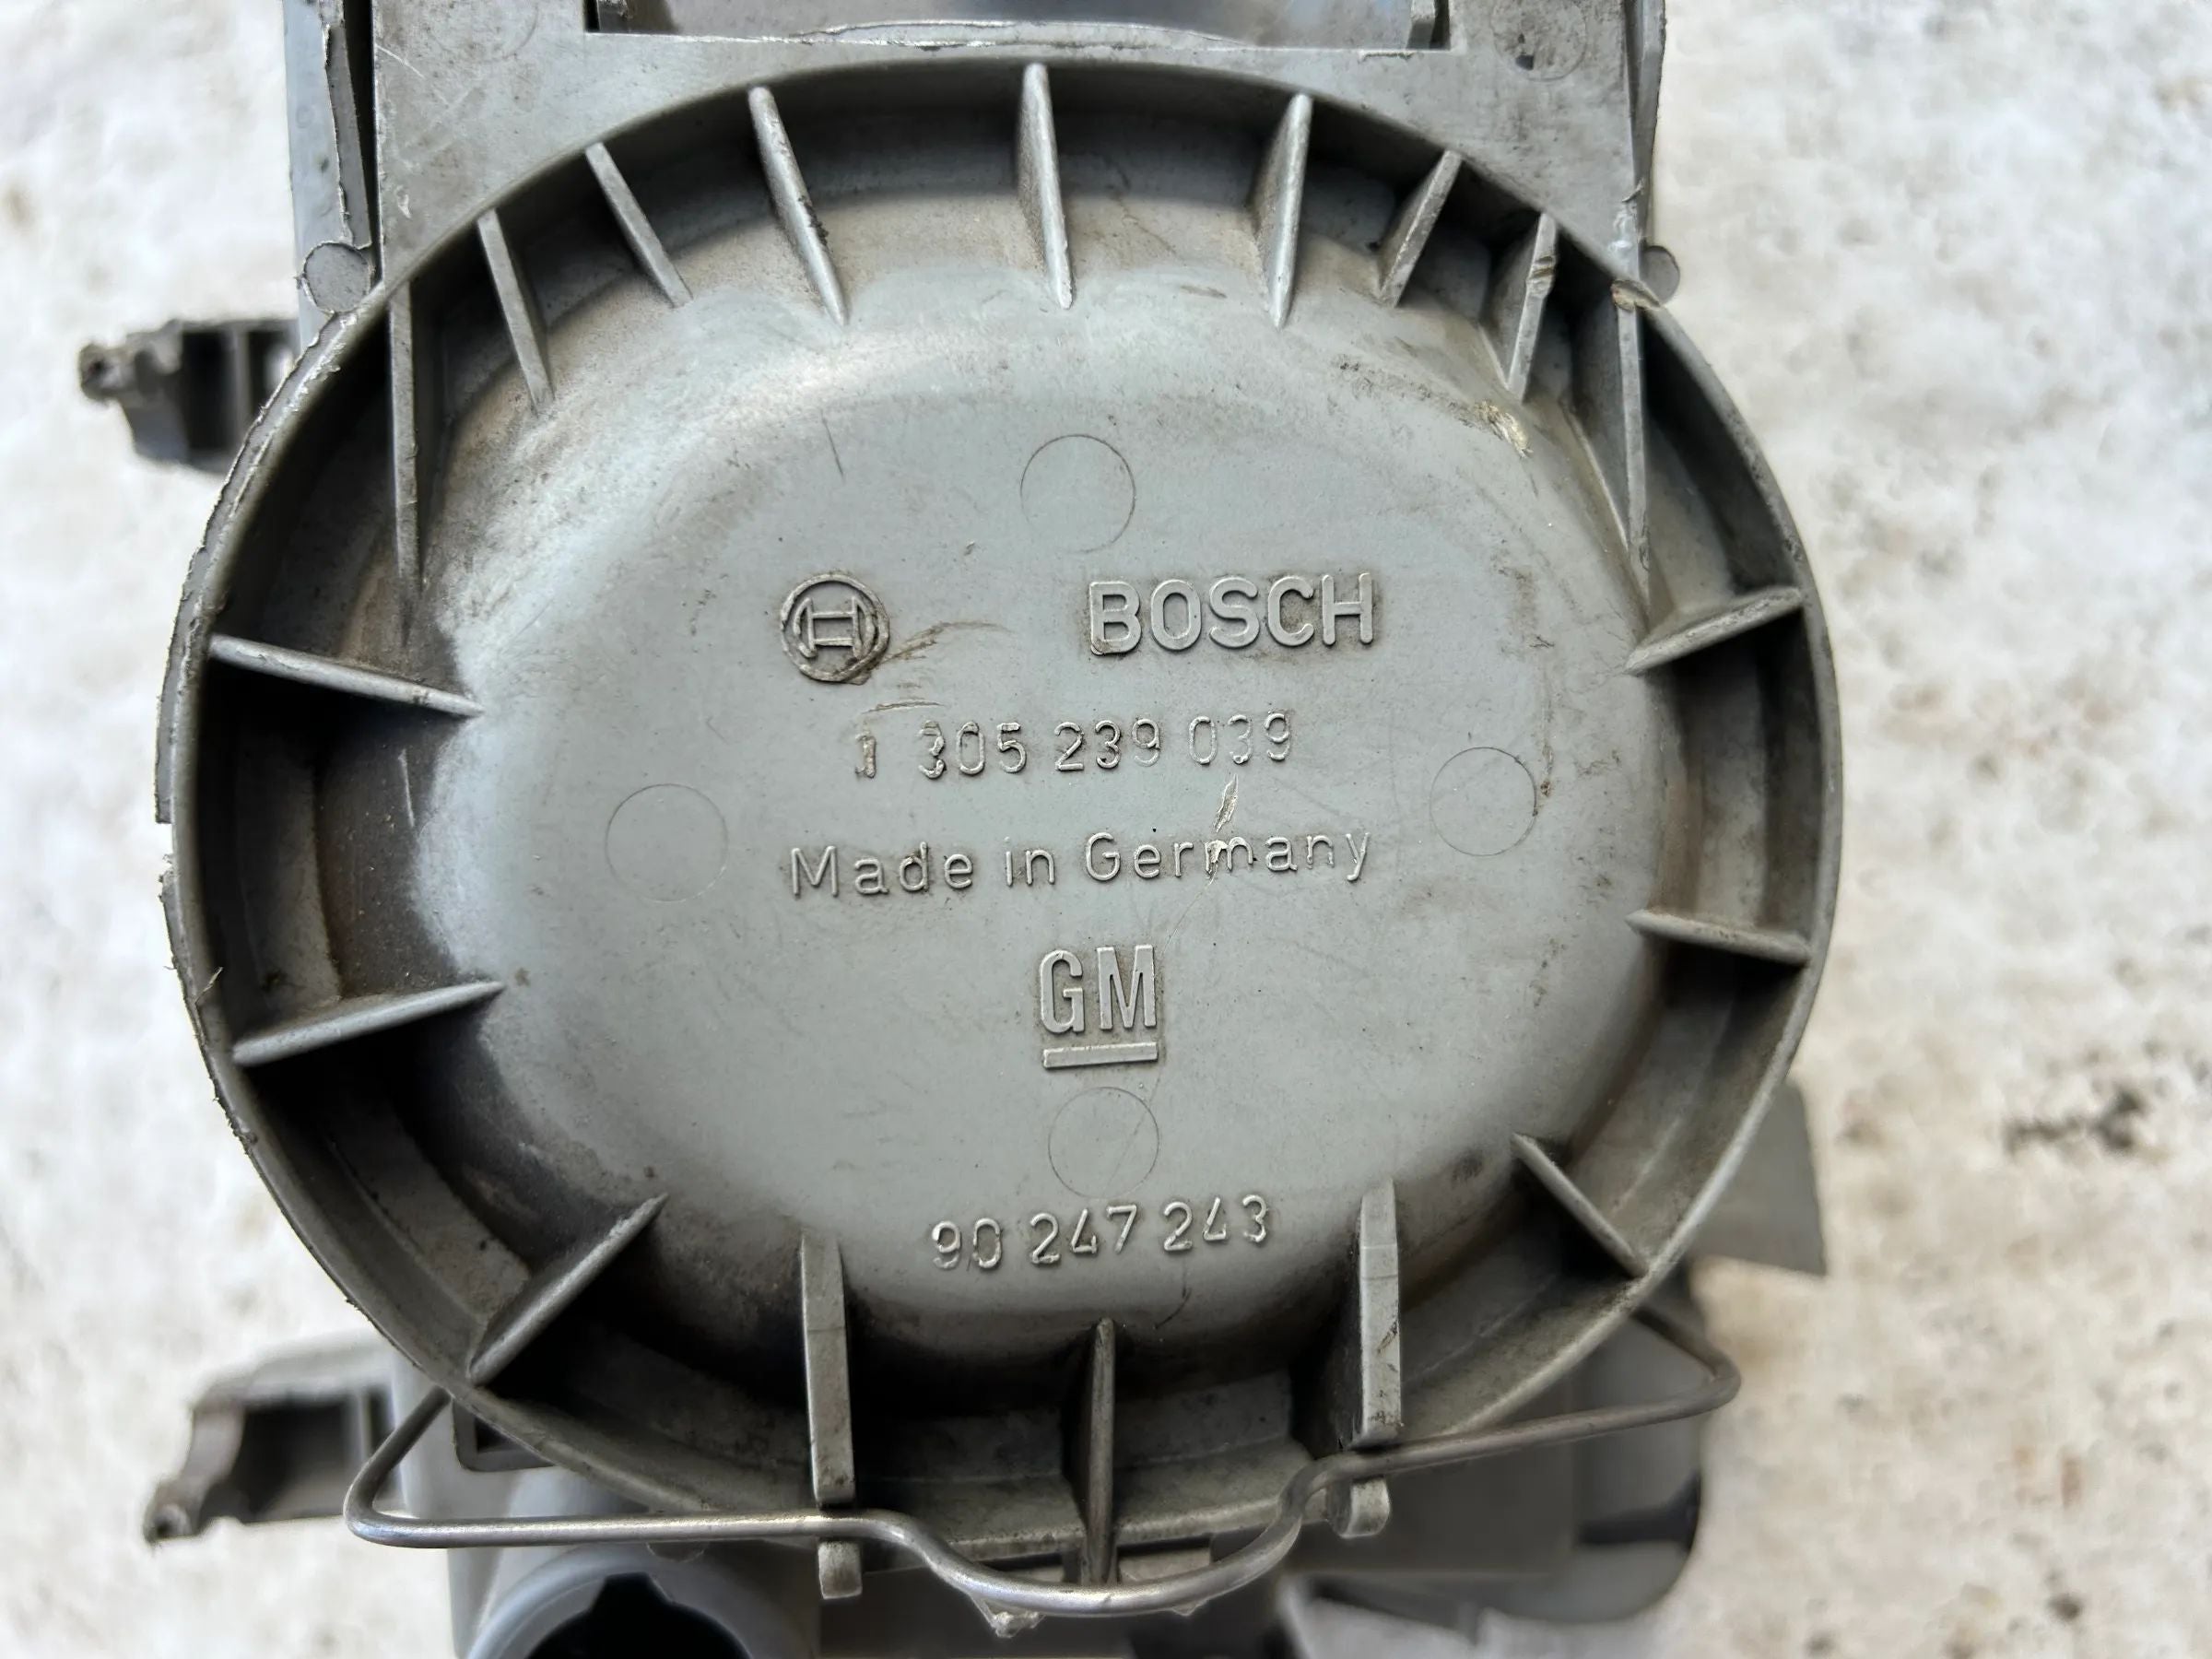 BOSCH
1 305 239 039
Made in Germany
GM
90 247 243